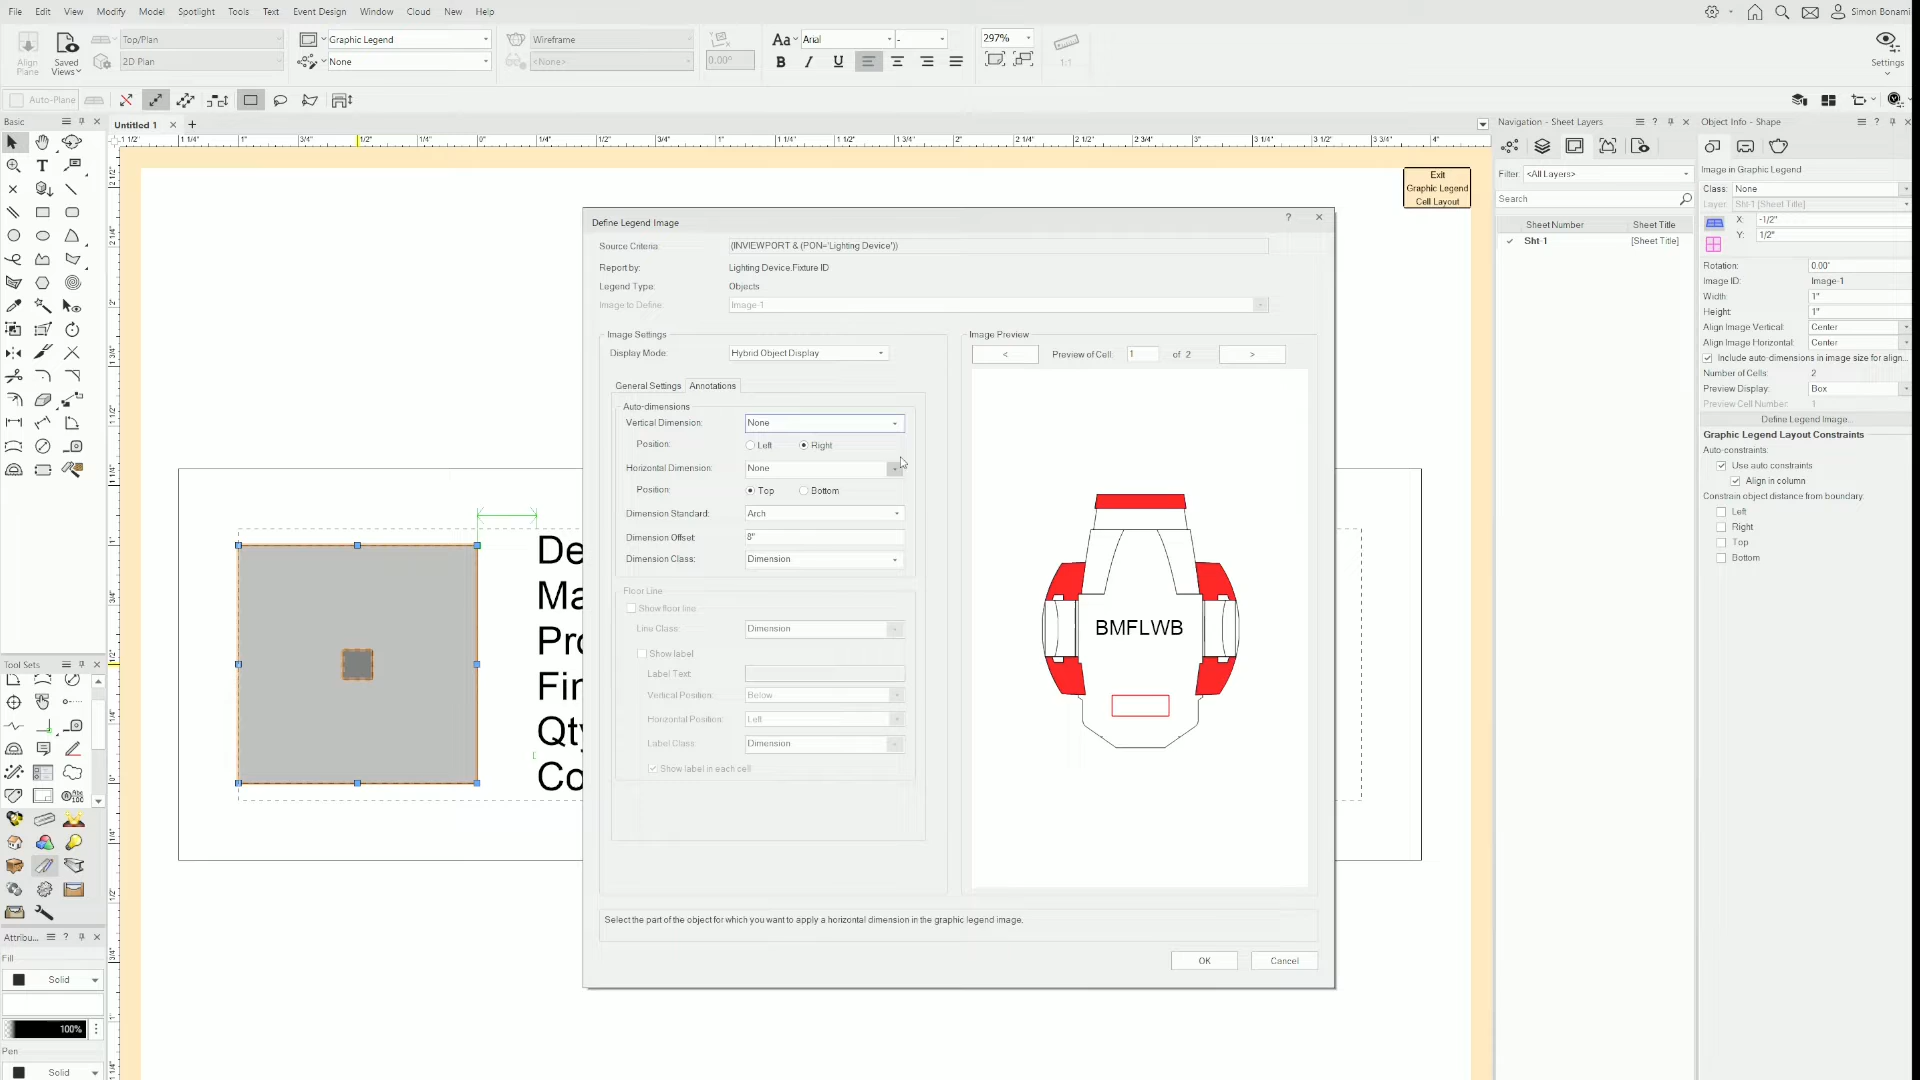 File Edit View Modify Model Spotlight Tools Text Event Design Window Cloud New Help
Simon Bonami
Align Plane
Saved Views
Top/Plan
2D Plan
Graphic Legend
None
Wireframe
<None>
0.00°
Aa Arial -
B I U
297%
1:1
Settings
Auto-Plane
Basic
Untitled 1
Exit
Graphic Legend
Cell Layout
De
Ma
Pro
Fin
Qty
Co
Tool Sets
Attribu...
Fill
Solid
100%
Pen
Solid
Define Legend Image
Source Criteria: (INVIEWPORT & (PON='Lighting Device'))
Report by: Lighting Device.Fixture ID
Legend Type: Objects
Image to Define: Image-1
Image Settings
Display Mode: Hybrid Object Display
General Settings Annotations
Auto-dimensions
Vertical Dimension: None
Position: Left Right
Horizontal Dimension: None
Position: Top Bottom
Dimension Standard: Arch
Dimension Offset: 8"
Dimension Class: Dimension
Floor Line
Show floor line
Line Class: Dimension
Show label
Label Text:
Vertical Position: Below
Horizontal Position: Left
Label Class: Dimension
Show label in each cell
Image Preview
< Preview of Cell: 1 of 2 >
BMFLWB
Select the part of the object for which you want to apply a horizontal dimension in the graphic legend image.
OK Cancel
Navigation - Sheet Layers
Filter: <All Layers>
Search
Sheet Number Sheet Title
Sht-1 [Sheet Title]
Object Info - Shape
Image in Graphic Legend
Class: None
Layer: Sht-1 [Sheet Title]
X: -1/2"
Y: 1/2"
Rotation: 0.00°
Image ID: Image-1
Width: 1"
Height: 1"
Align Image Vertical: Center
Align Image Horizontal: Center
Include auto-dimensions in image size for align...
Number of Cells: 2
Preview Display: Box
Preview Cell Number: 1
Define Legend Image...
Graphic Legend Layout Constraints
Auto-constraints:
Use auto constraints
Align in column
Constrain object distance from boundary:
Left
Right
Top
Bottom